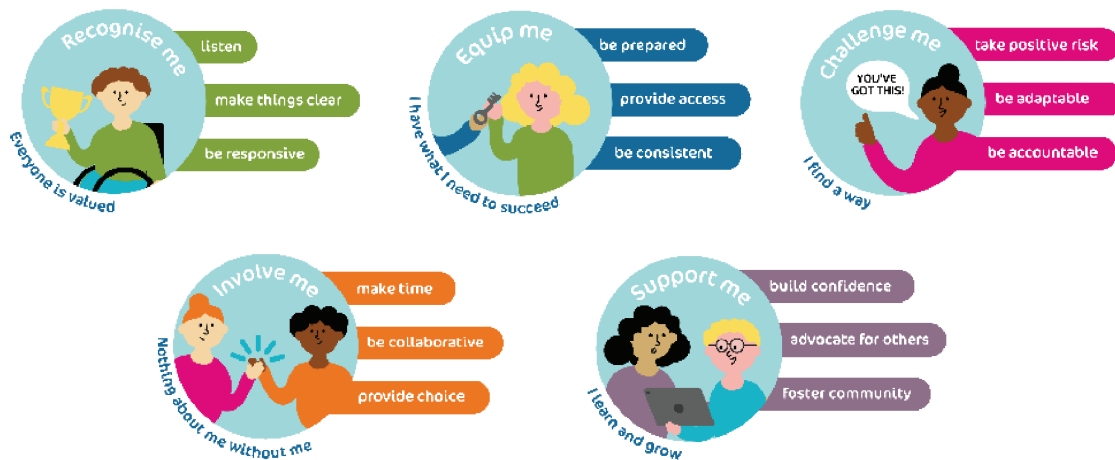 Recognise me
listen
make things clear
be responsive
Everyone is valued
Equip me
be prepared
provide access
be consistent
I have what I need to succeed
Challenge me
YOU'VE
GOT THIS!
take positive risk
be adaptable
be accountable
I find a way
Involve me
make time
be collaborative
provide choice
Nothing about me without me
Support me
build confidence
advocate for others
foster community
I learn and grow